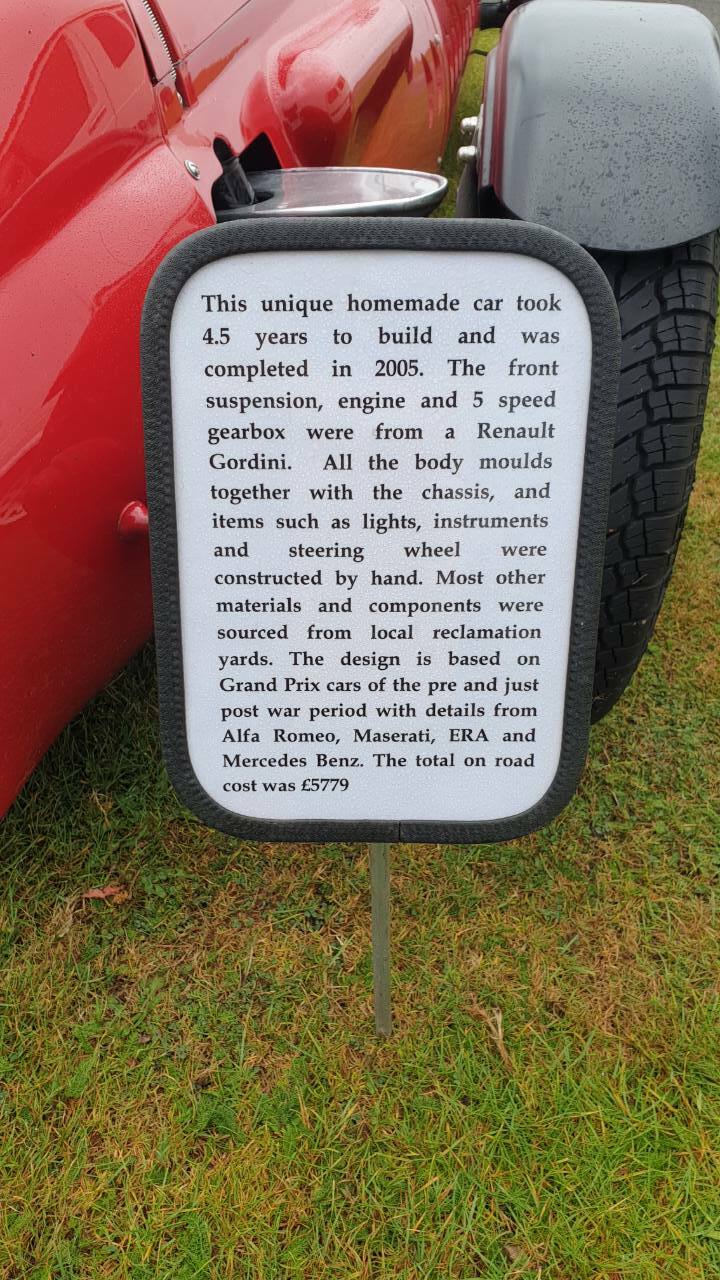 This unique homemade car took
4.5 years to build and was
completed in 2005. The front
suspension, engine and 5 speed
gearbox were from a Renault
Gordini. All the body moulds
together with the chassis, and
items such as lights, instruments
and steering wheel were
constructed by hand. Most other
materials and components were
sourced from local reclamation
yards. The design is based on
Grand Prix cars of the pre and just
post war period with details from
Alfa Romeo, Maserati, ERA and
Mercedes Benz. The total on road
cost was £5779